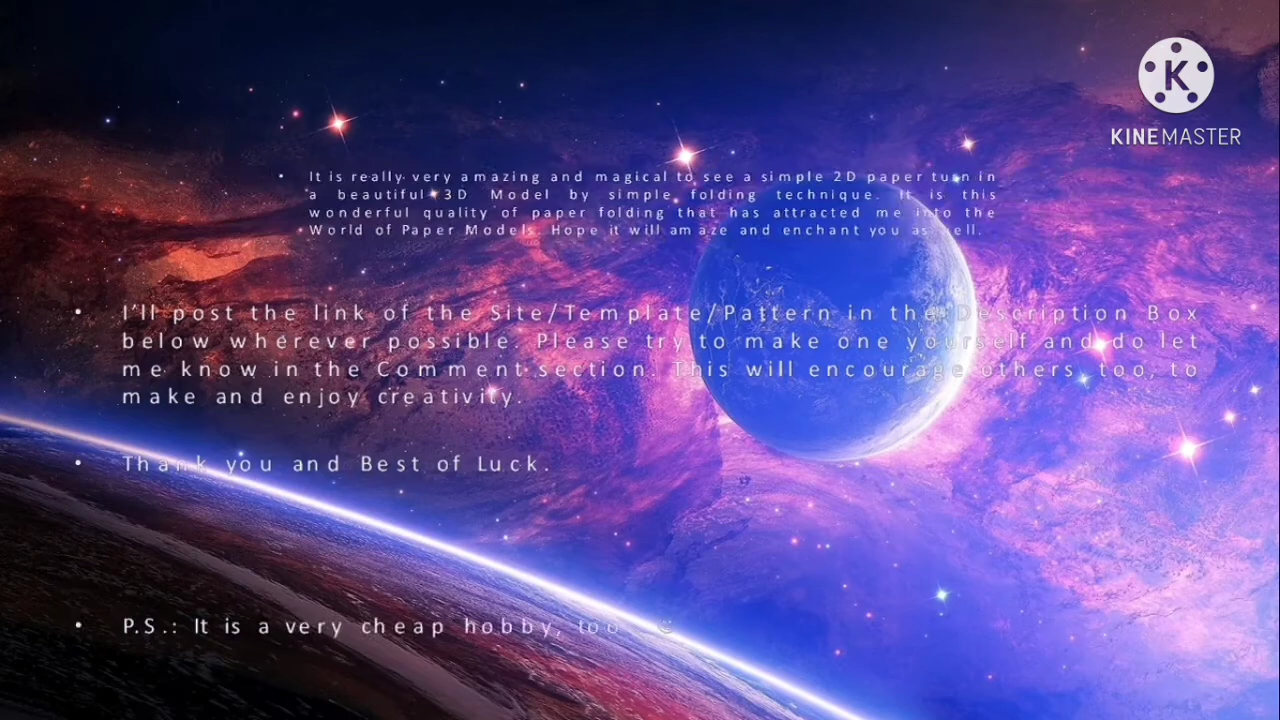 K
KINEMASTER
• It is really very amazing and magical to see a simple 2D paper turn in
a beautiful 3D Model by simple folding technique. It is this
wonderful quality of paper folding that has attracted me into the
World of Paper Models. Hope it will amaze and enchant you as well.
• I'll post the link of the Site/Template/Pattern in the Description Box
below wherever possible. Please try to make one yourself and do let
me know in the Comment section. This will encourage others, too, to
make and enjoy creativity.
• Thank you and Best of Luck.
• P.S.: It is a very cheap hobby, too